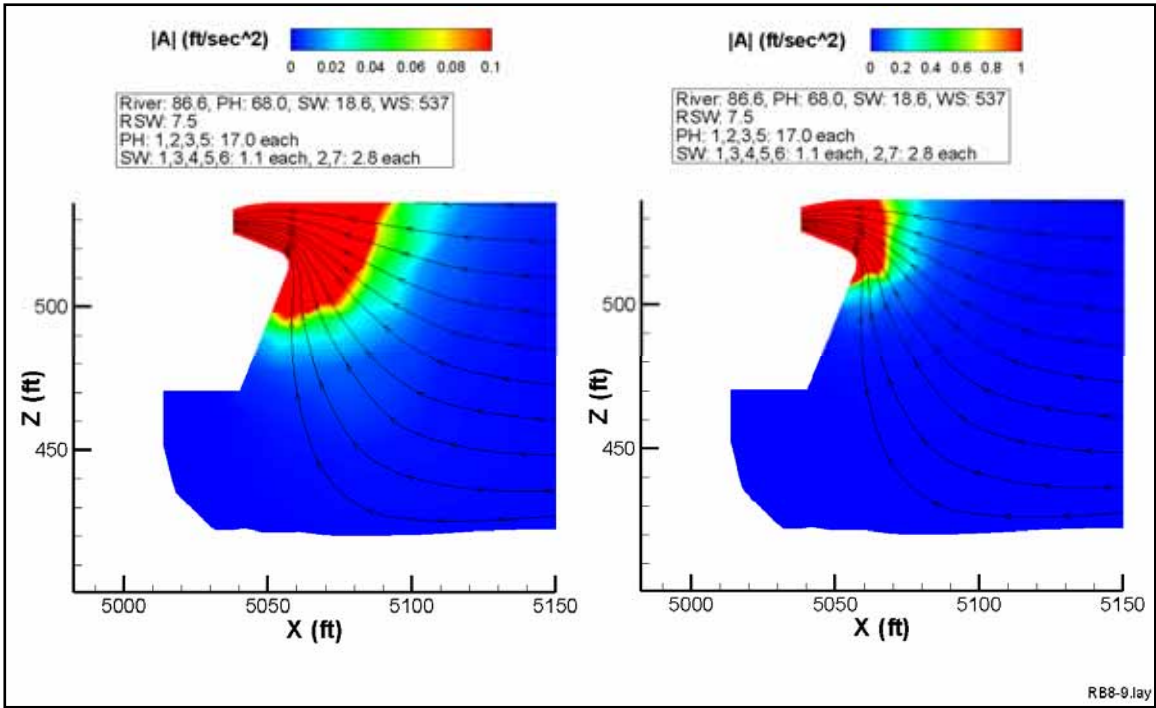 |A| (ft/sec^2)
0 0.02 0.04 0.06 0.08 0.1
River: 86.6, PH: 68.0, SW: 18.6, WS: 537
RSW: 7.5
PH: 1,2,3,5: 17.0 each
SW: 1,3,4,5,6: 1.1 each, 2,7: 2.8 each
500
450
Z (ft)
5000 5050 5100 5150
X (ft)
|A| (ft/sec^2)
0 0.2 0.4 0.6 0.8 1
River: 86.6, PH: 68.0, SW: 18.6, WS: 537
RSW: 7.5
PH: 1,2,3,5: 17.0 each
SW: 1,3,4,5,6: 1.1 each, 2,7: 2.8 each
500
450
Z (ft)
5000 5050 5100 5150
X (ft)
RB8-9.lay